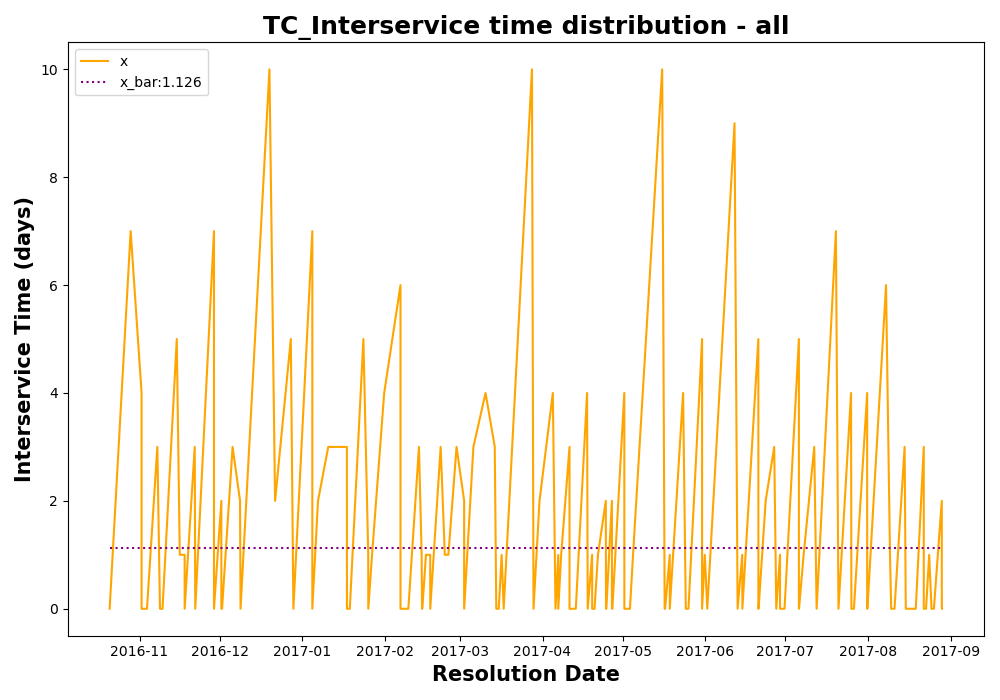 TC_Interservice time distribution - all
x
x_bar:1.126
Interservice Time (days)
10
8
6
4
2
0
2016-11 2016-12 2017-01 2017-02 2017-03 2017-04 2017-05 2017-06 2017-07 2017-08 2017-09
Resolution Date